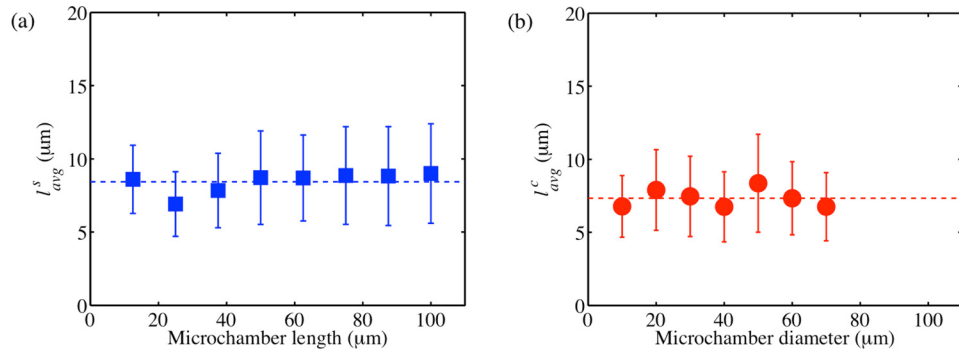 (a)
20
15
10
5
0
l^s_avg (μm)
0 20 40 60 80 100
Microchamber length (μm)
(b)
20
15
10
5
0
l^c_avg (μm)
0 20 40 60 80 100
Microchamber diameter (μm)